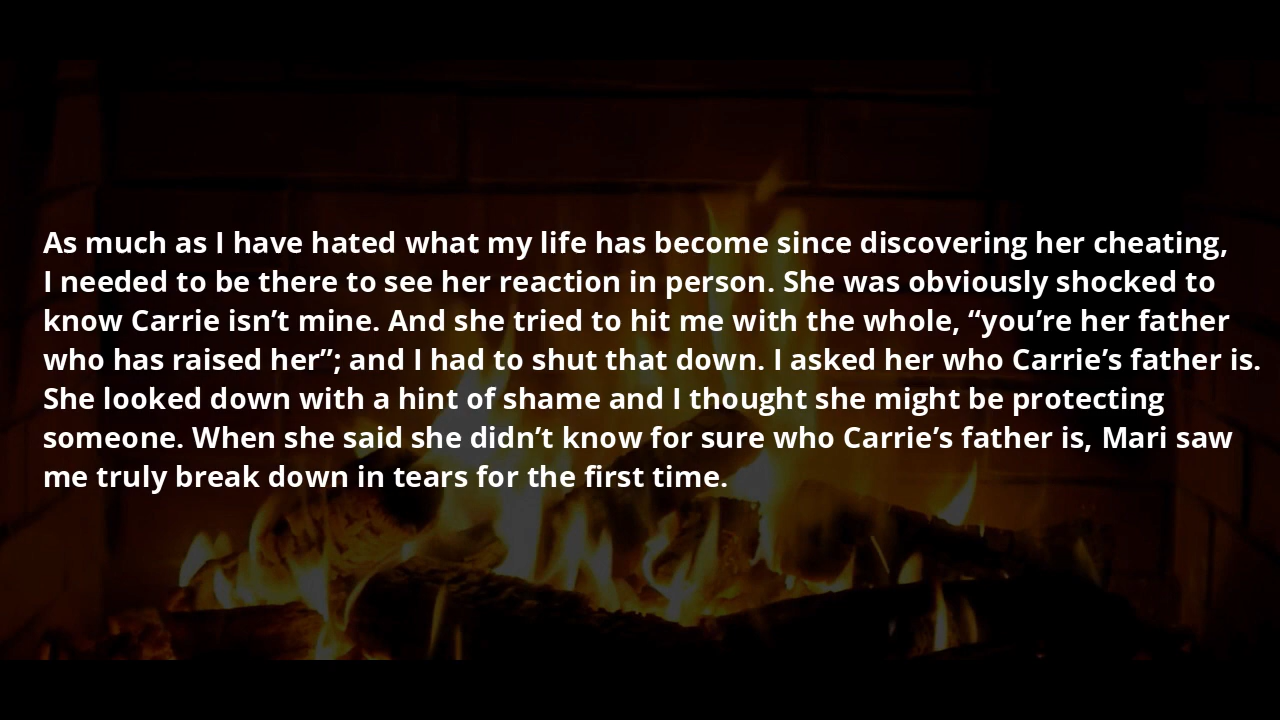 As much as I have hated what my life has become since discovering her cheating,
I needed to be there to see her reaction in person. She was obviously shocked to
know Carrie isn’t mine. And she tried to hit me with the whole, “you’re her father
who has raised her”; and I had to shut that down. I asked her who Carrie’s father is.
She looked down with a hint of shame and I thought she might be protecting
someone. When she said she didn’t know for sure who Carrie’s father is, Mari saw
me truly break down in tears for the first time.